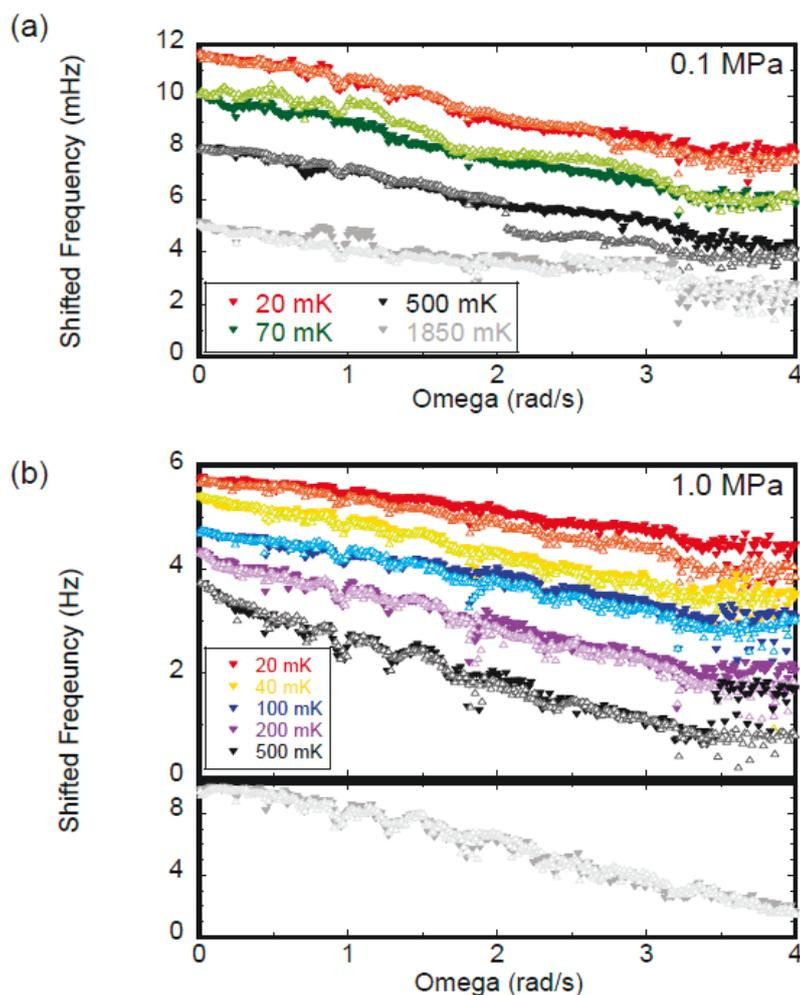 (a)
Shifted Frequency (mHz)
12
10
8
6
4
2
0
0.1 MPa
20 mK
500 mK
70 mK
1850 mK
0 1 2 3 4
Omega (rad/s)
(b)
Shifted Freqeuncy (Hz)
6
4
2
0
1.0 MPa
20 mK
40 mK
100 mK
200 mK
500 mK
8
4
0
0 1 2 3 4
Omega (rad/s)